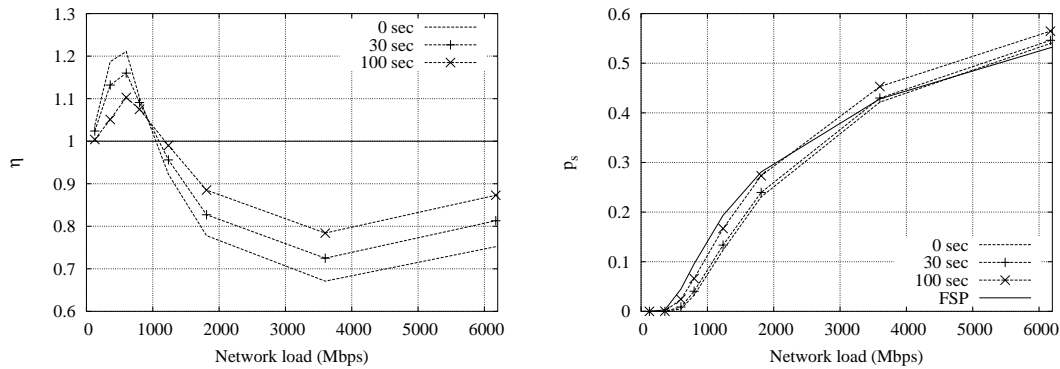 1.3
1.2
1.1
1
0.9
0.8
0.7
0.6
η
0 1000 2000 3000 4000 5000 6000
Network load (Mbps)
0 sec
30 sec
100 sec
0.6
0.5
0.4
0.3
0.2
0.1
0
ps
0 1000 2000 3000 4000 5000 6000
Network load (Mbps)
0 sec
30 sec
100 sec
FSP